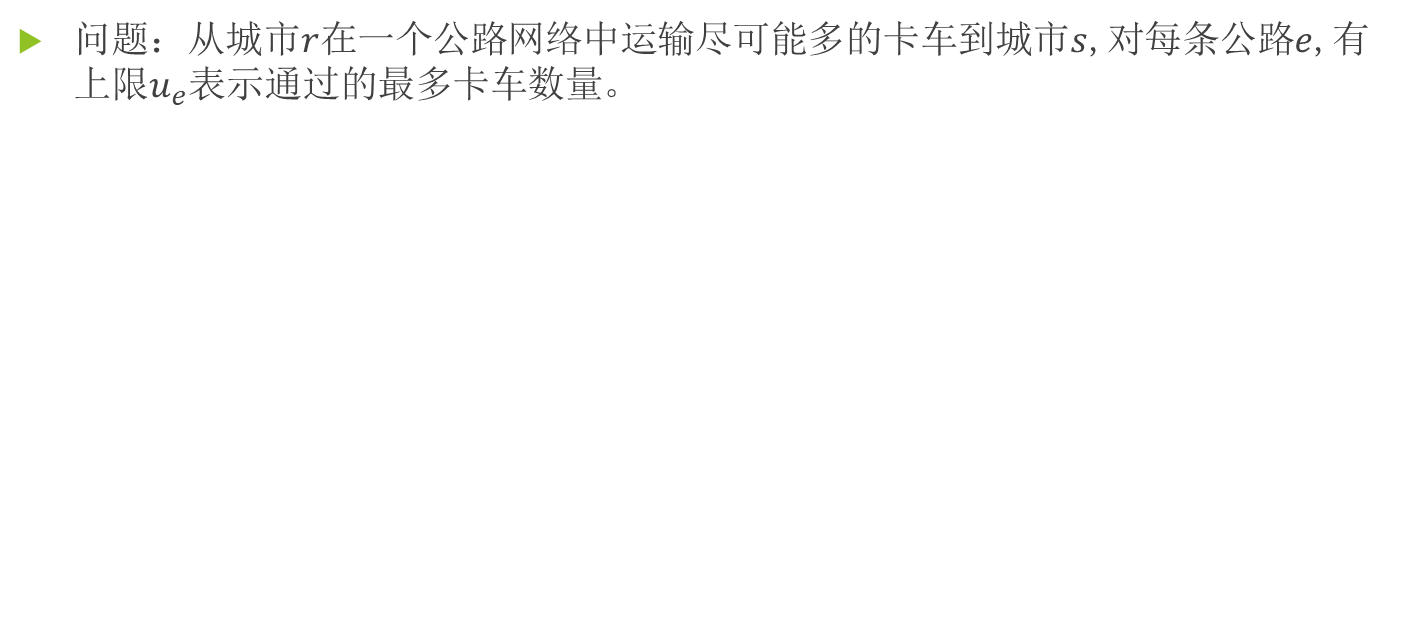 问题：从城市r在一个公路网络中运输尽可能多的卡车到城市s, 对每条公路e, 有
上限uₑ表示通过的最多卡车数量。